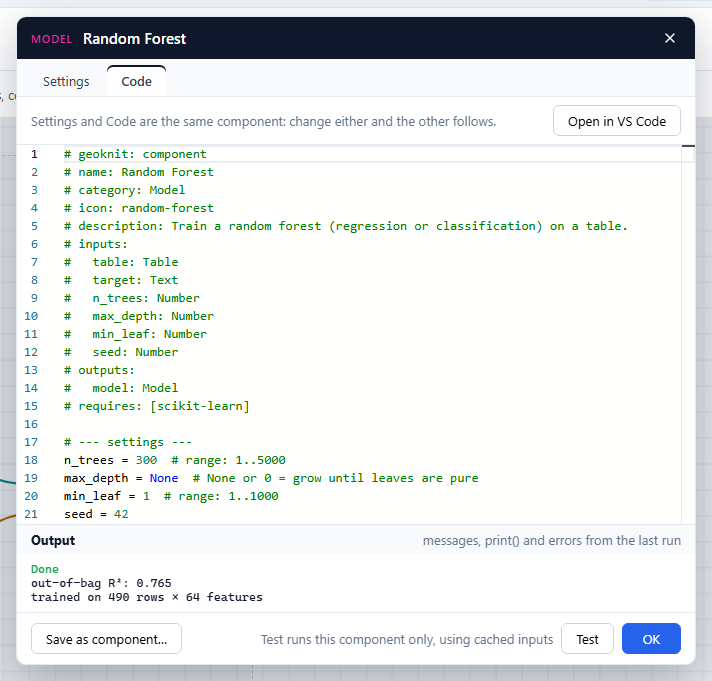 MODEL Random Forest
Settings
Code
Settings and Code are the same component: change either and the other follows.
Open in VS Code
1 # geoknit: component
2 # name: Random Forest
3 # category: Model
4 # icon: random-forest
5 # description: Train a random forest (regression or classification) on a table.
6 # inputs:
7 #   table: Table
8 #   target: Text
9 #   n_trees: Number
10 #   max_depth: Number
11 #   min_leaf: Number
12 #   seed: Number
13 # outputs:
14 #   model: Model
15 # requires: [scikit-learn]
16
17 # --- settings ---
18 n_trees = 300  # range: 1..5000
19 max_depth = None  # None or 0 = grow until leaves are pure
20 min_leaf = 1  # range: 1..1000
21 seed = 42
Output
messages, print() and errors from the last run
Done
out-of-bag R²: 0.765
trained on 490 rows × 64 features
Save as component...
Test runs this component only, using cached inputs
Test
OK